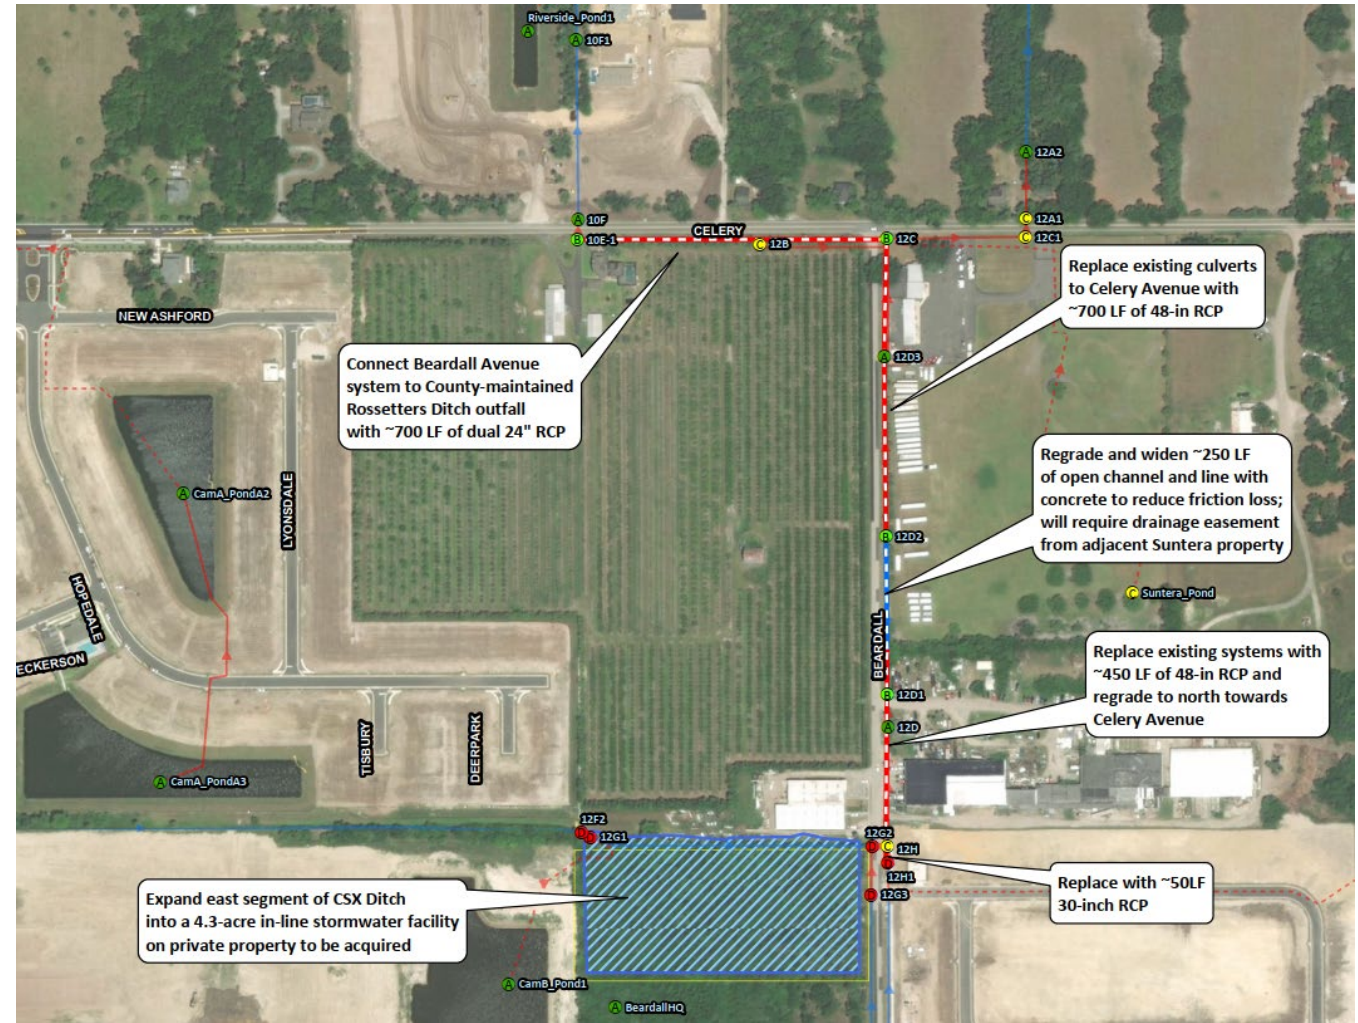 Riverside_Pond1
A
A 10F1
A 12A2
A 10F
C 12A1
B 10E-1
CELERY
C 12B
B 12C
C 12C1
Replace existing culverts
to Celery Avenue with
~700 LF of 48-in RCP
NEW ASHFORD
Connect Beardall Avenue
system to County-maintained
Rossetters Ditch outfall
with ~700 LF of dual 24" RCP
A 12D3
Regrade and widen ~250 LF
of open channel and line with
concrete to reduce friction loss;
will require drainage easement
from adjacent Suntera property
A CamA_PondA2
LYONSDALE
B 12D2
HOPEDALE
C Suntera_Pond
BEARDALL
ECKERSON
Replace existing systems with
~450 LF of 48-in RCP and
regrade to north towards
Celery Avenue
B 12D1
A 12D
TISBURY
DEERPARK
A CamA_PondA3
12F2
D
D 12G1
12G2
D
C 12H
D
12H1
D 12G3
Replace with ~50LF
30-inch RCP
Expand east segment of CSX Ditch
into a 4.3-acre in-line stormwater facility
on private property to be acquired
A CamB_Pond1
A BeardallHQ